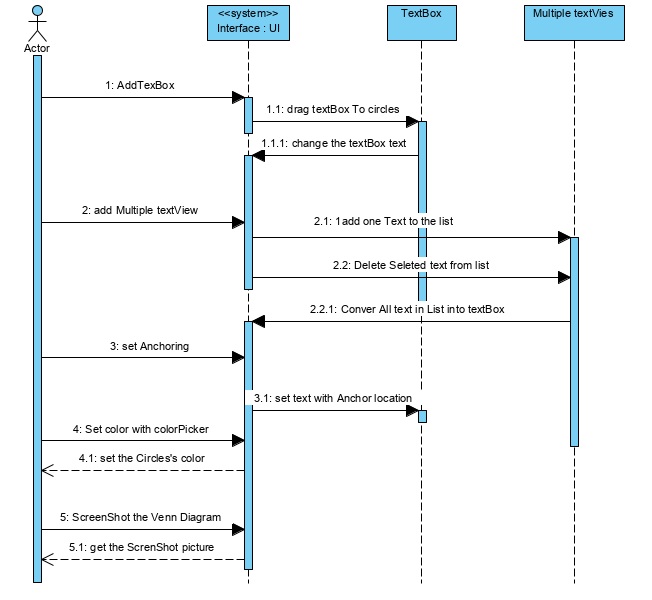 <<system>>
Interface : UI
TextBox
Multiple textVies
Actor
1: AddTexBox
1.1: drag textBox To circles
1.1.1: change the textBox text
2: add Multiple textView
2.1: 1add one Text to the list
2.2: Delete Seleted text from list
2.2.1: Conver All text in List into textBox
3: set Anchoring
3.1: set text with Anchor location
4: Set color with colorPicker
4.1: set the Circles's color
5: ScreenShot the Venn Diagram
5.1: get the ScrenShot picture